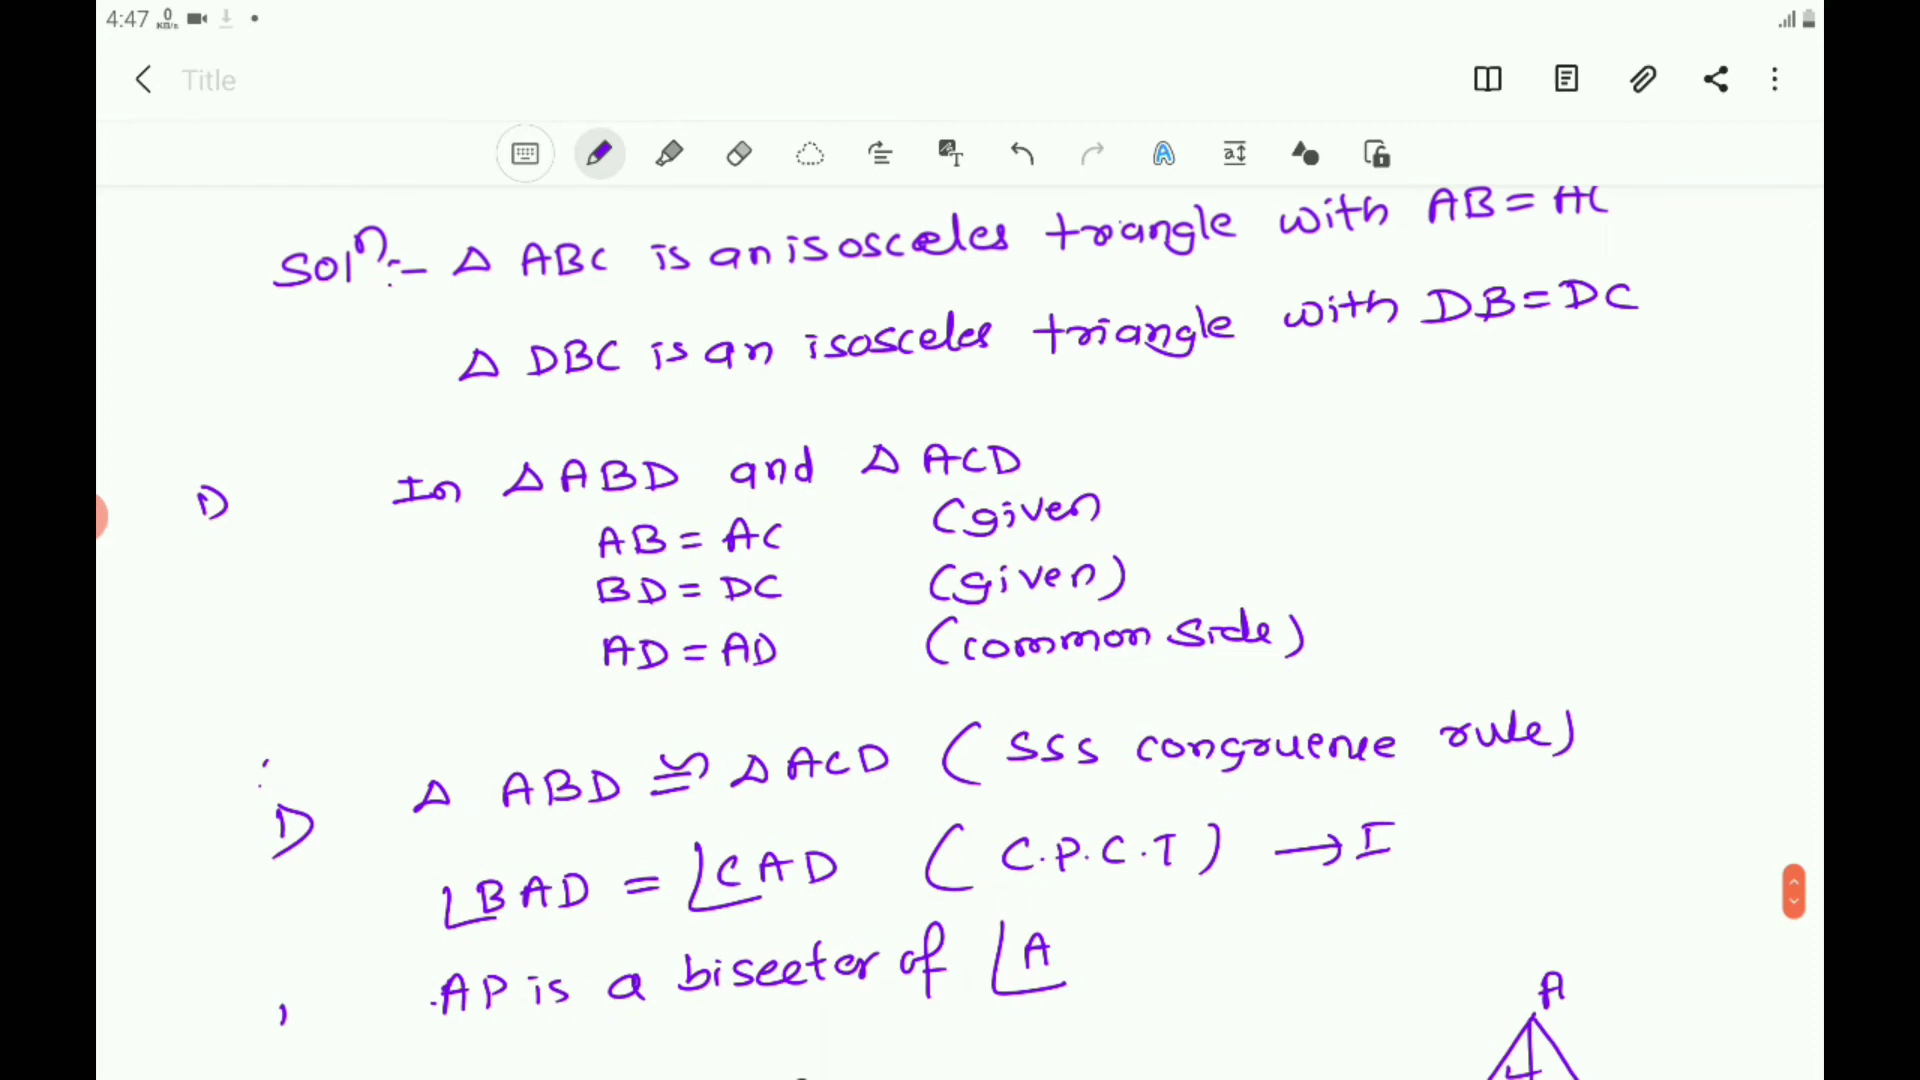 4:47 0 КП/s
Title
Solⁿ:- △ ABC is an isosceles triangle with AB = AC
△ DBC is an isosceles triangle with DB = DC
In △ ABD and △ ACD
AB = AC (given
BD = DC (given)
AD = AD (common side)
△ ABD ≅ △ ACD ( SSS congruence rule)
∠BAD = ∠CAD ( C.P.C.T ) → I
AP is a bisector of ∠A
A